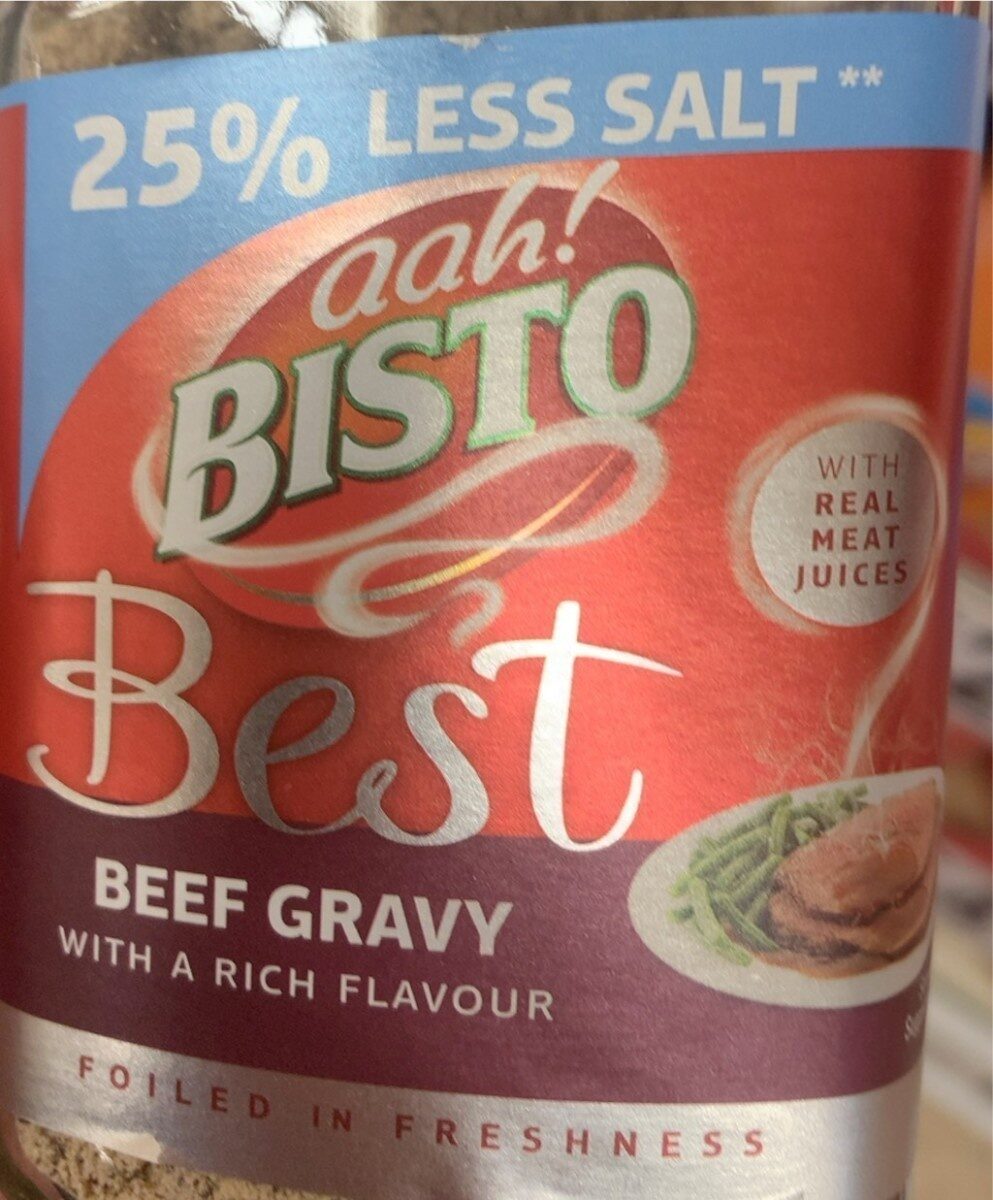 25% LESS SALT**
aah!
BISTO
Best
WITH
REAL
MEAT
JUICES
BEEF GRAVY
WITH A RICH FLAVOUR
FOILED IN FRESHNESS